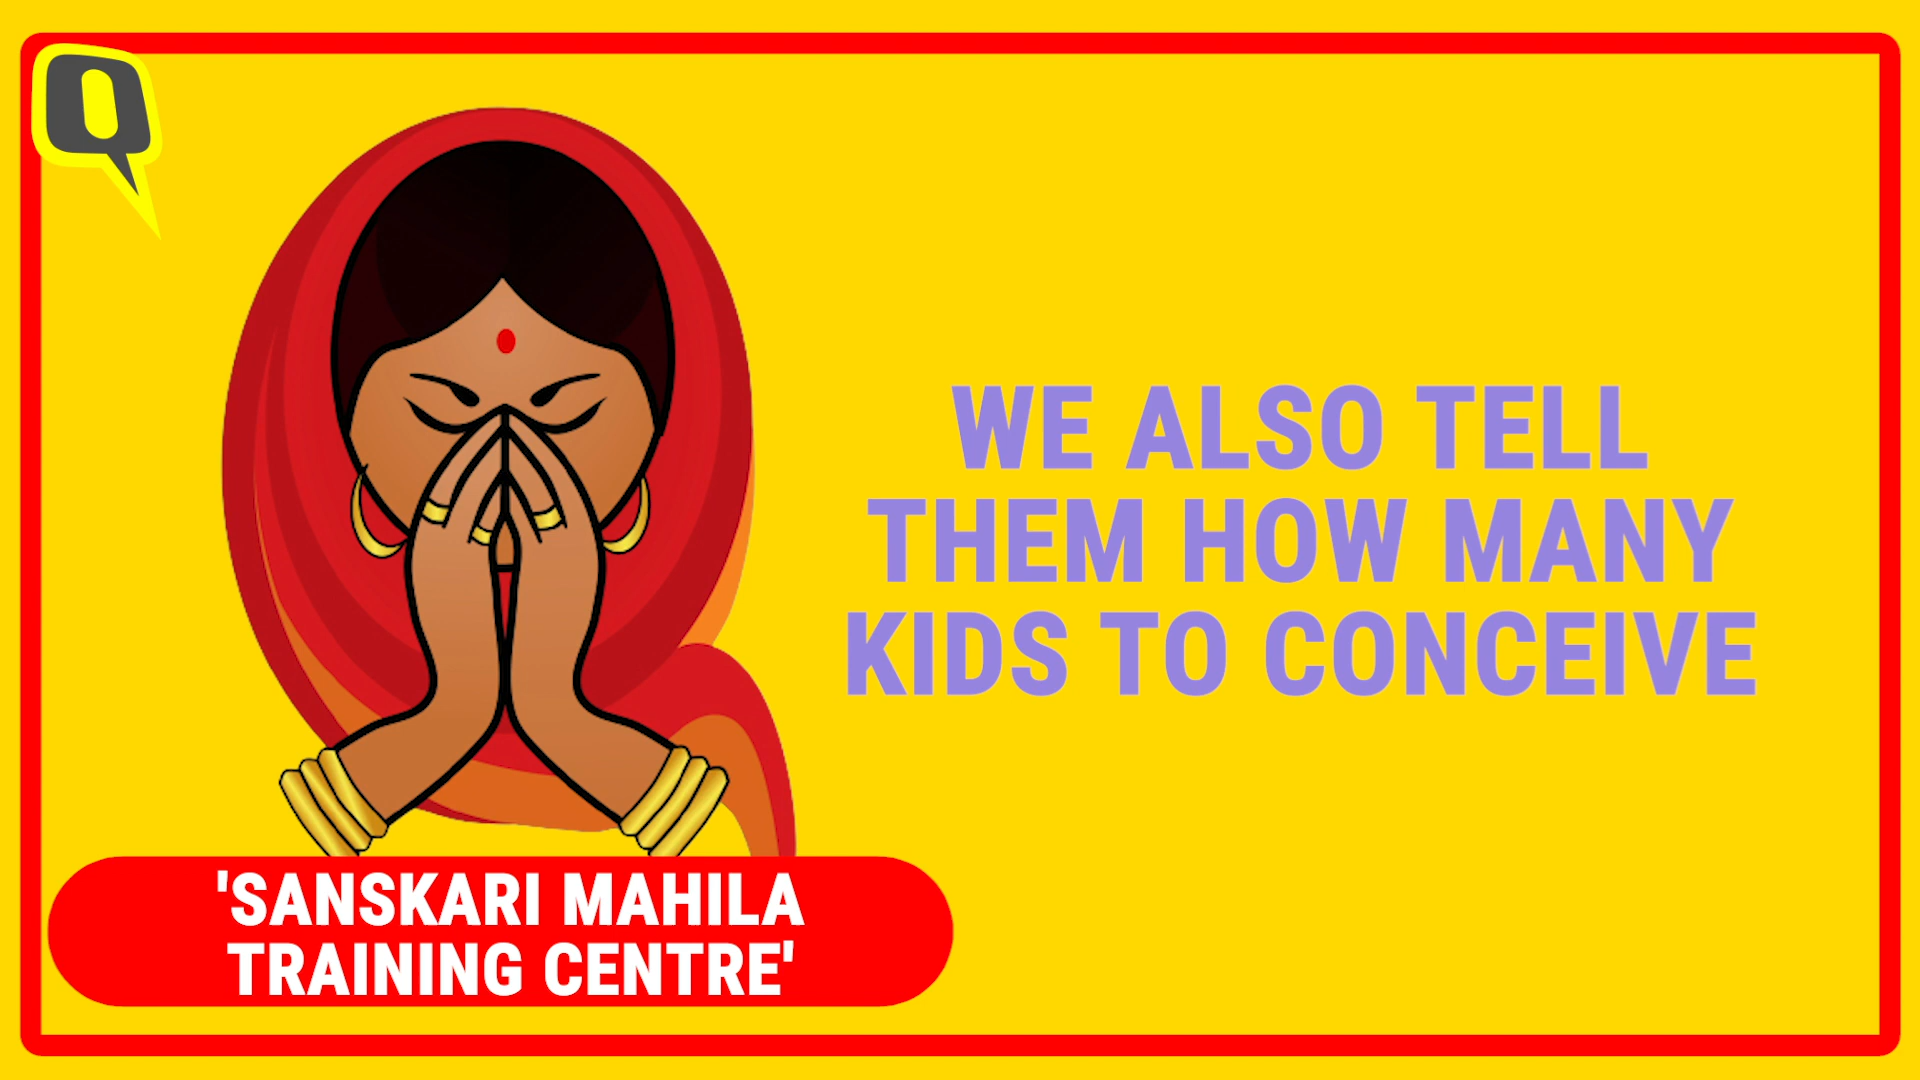 Q
WE ALSO TELL
THEM HOW MANY
KIDS TO CONCEIVE
'SANSKARI MAHILA
TRAINING CENTRE'